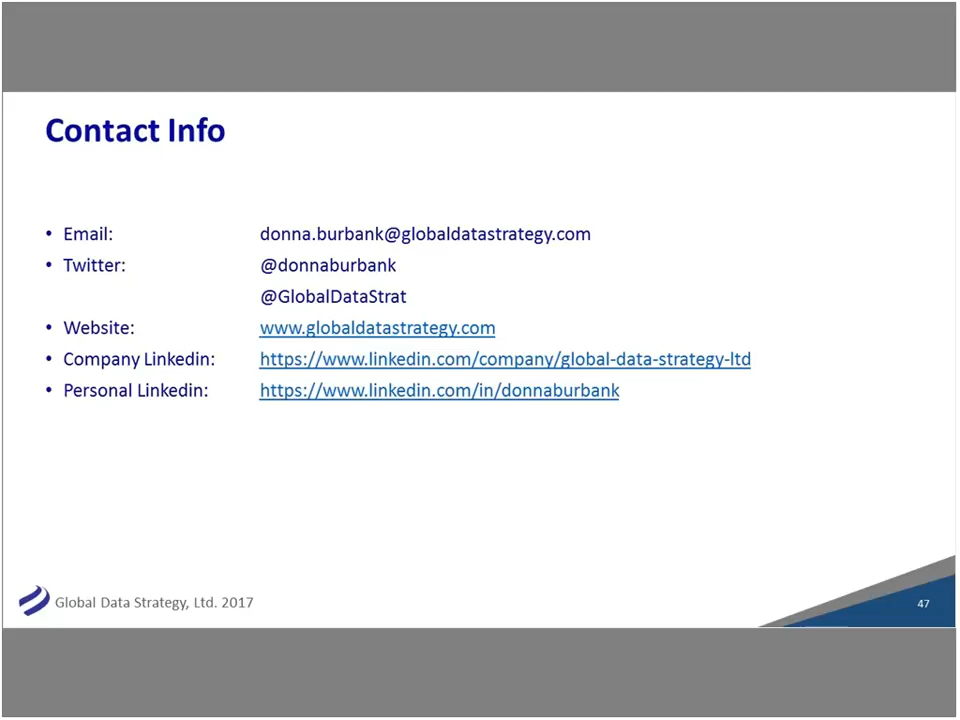 Contact Info
• Email: donna.burbank@globaldatastrategy.com
• Twitter: @donnaburbank
@GlobalDataStrat
• Website: www.globaldatastrategy.com
• Company Linkedin: https://www.linkedin.com/company/global-data-strategy-ltd
• Personal Linkedin: https://www.linkedin.com/in/donnaburbank
Global Data Strategy, Ltd. 2017
47